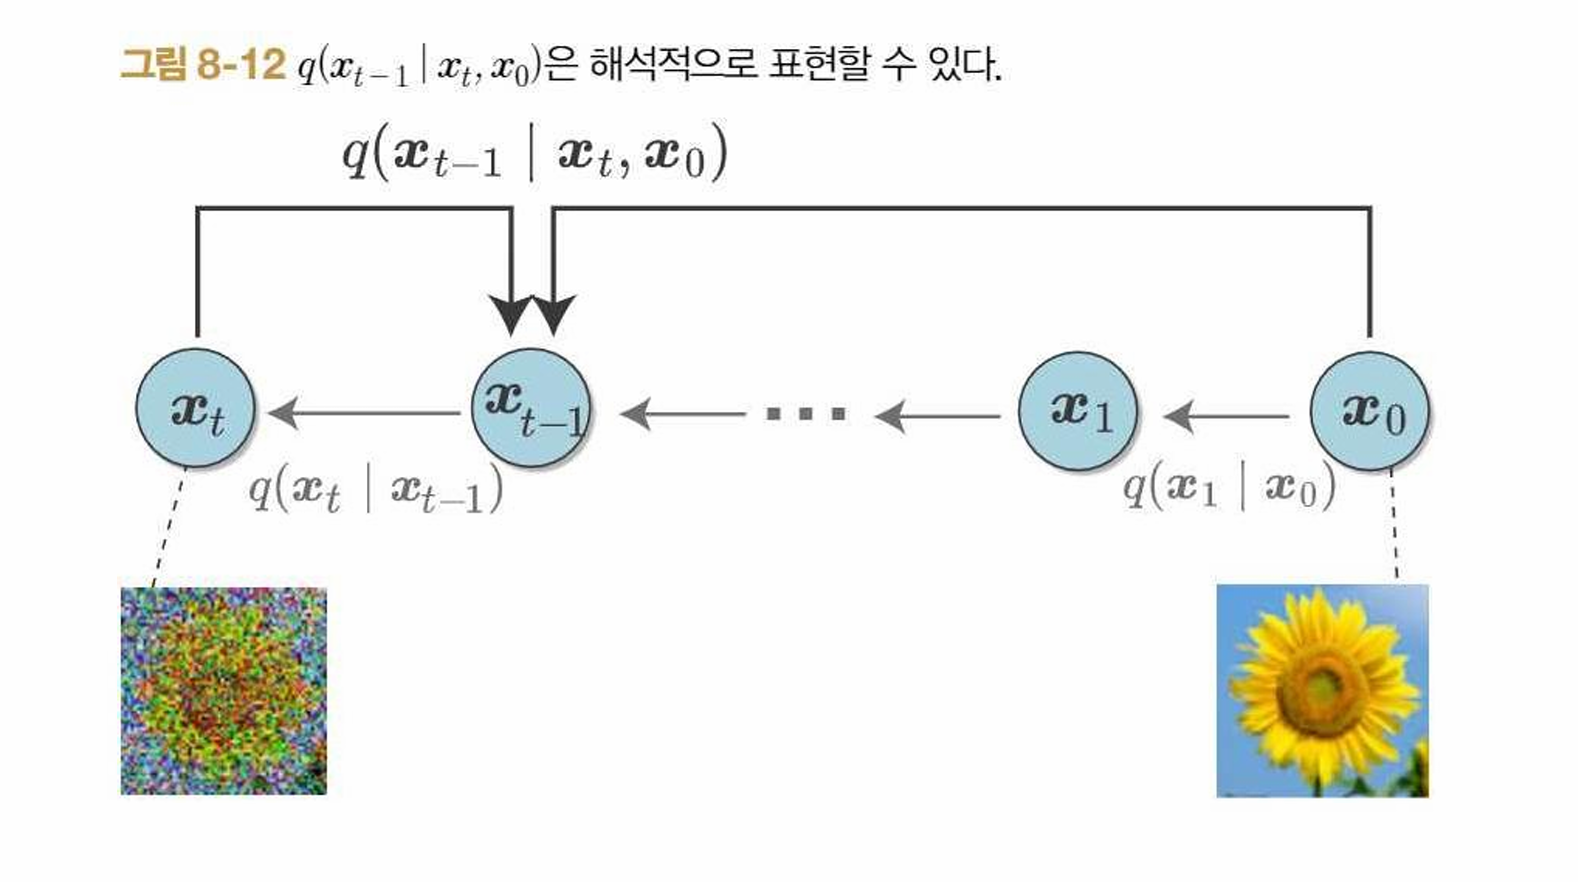 그림 8-12 q(x_{t-1} | x_t, x_0)은 해석적으로 표현할 수 있다.
q(x_{t-1} | x_t, x_0)
x_t x_{t-1} ... x_1 x_0
q(x_t | x_{t-1}) q(x_1 | x_0)